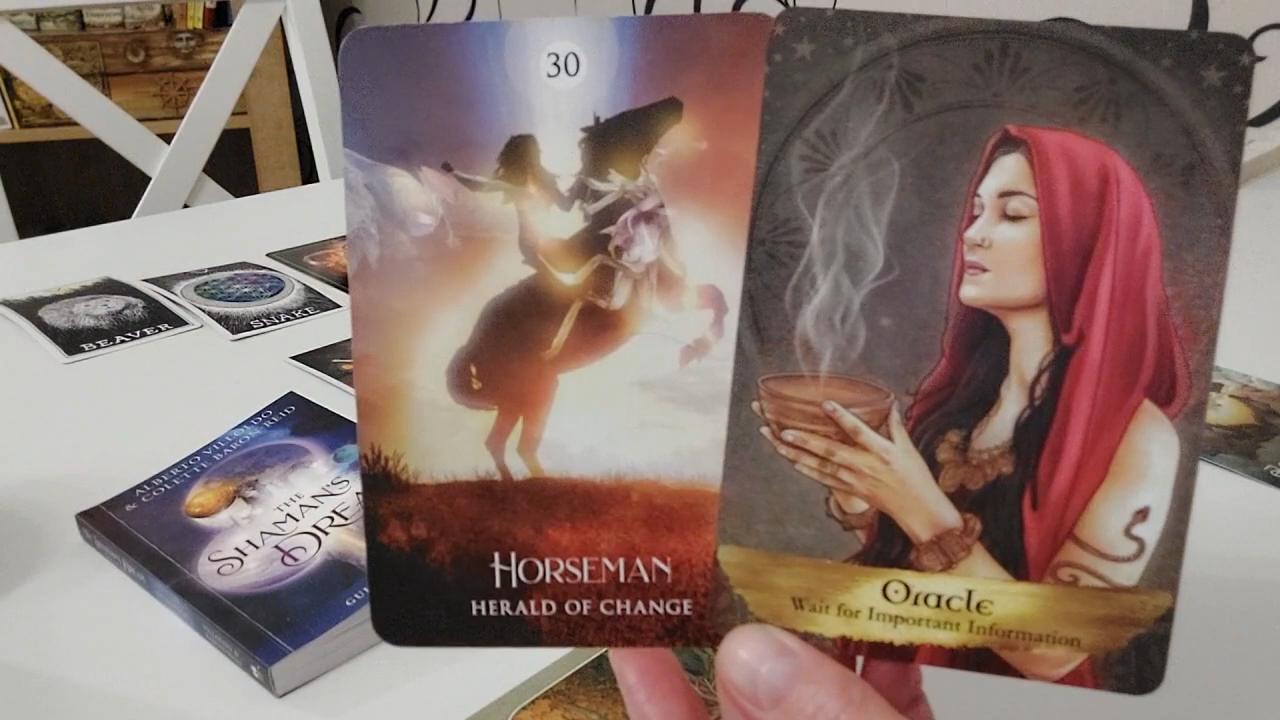 30
HORSEMAN
HERALD OF CHANGE
Oracle
Wait for Important Information
BEAVER
SNAKE
ALBERTO VILLOLDO
& COLETTE BARON-REID
THE
SHAMAN'S